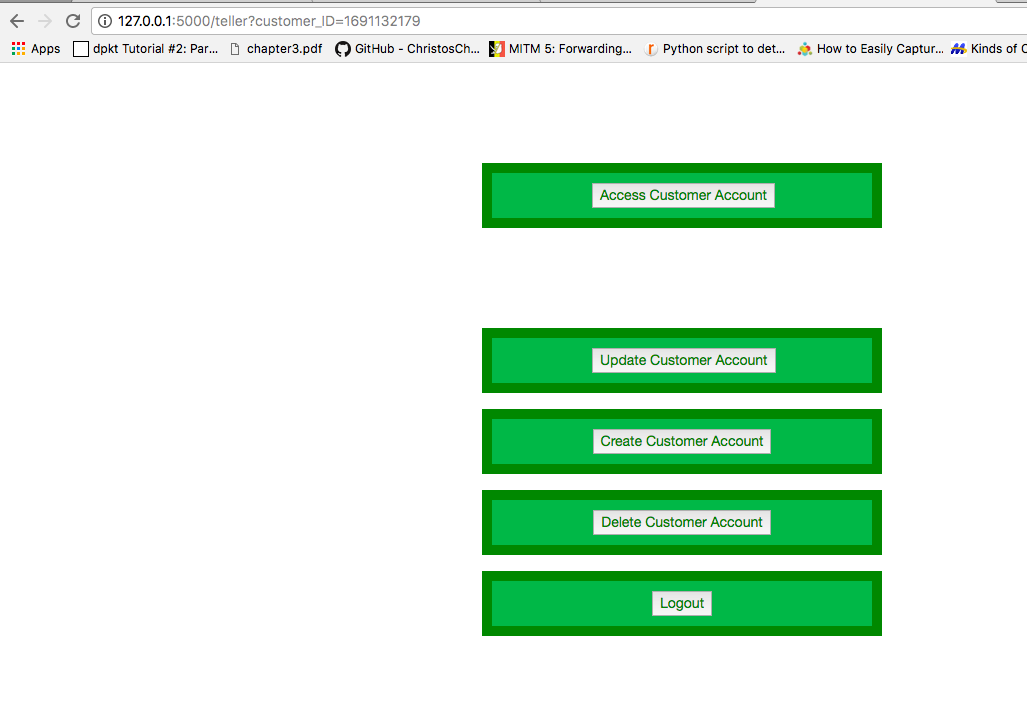 127.0.0.1:5000/teller?customer_ID=1691132179
Apps dpkt Tutorial #2: Par... chapter3.pdf GitHub - ChristosCh... MITM 5: Forwarding... Python script to det... How to Easily Captur... Kinds of
Access Customer Account
Update Customer Account
Create Customer Account
Delete Customer Account
Logout